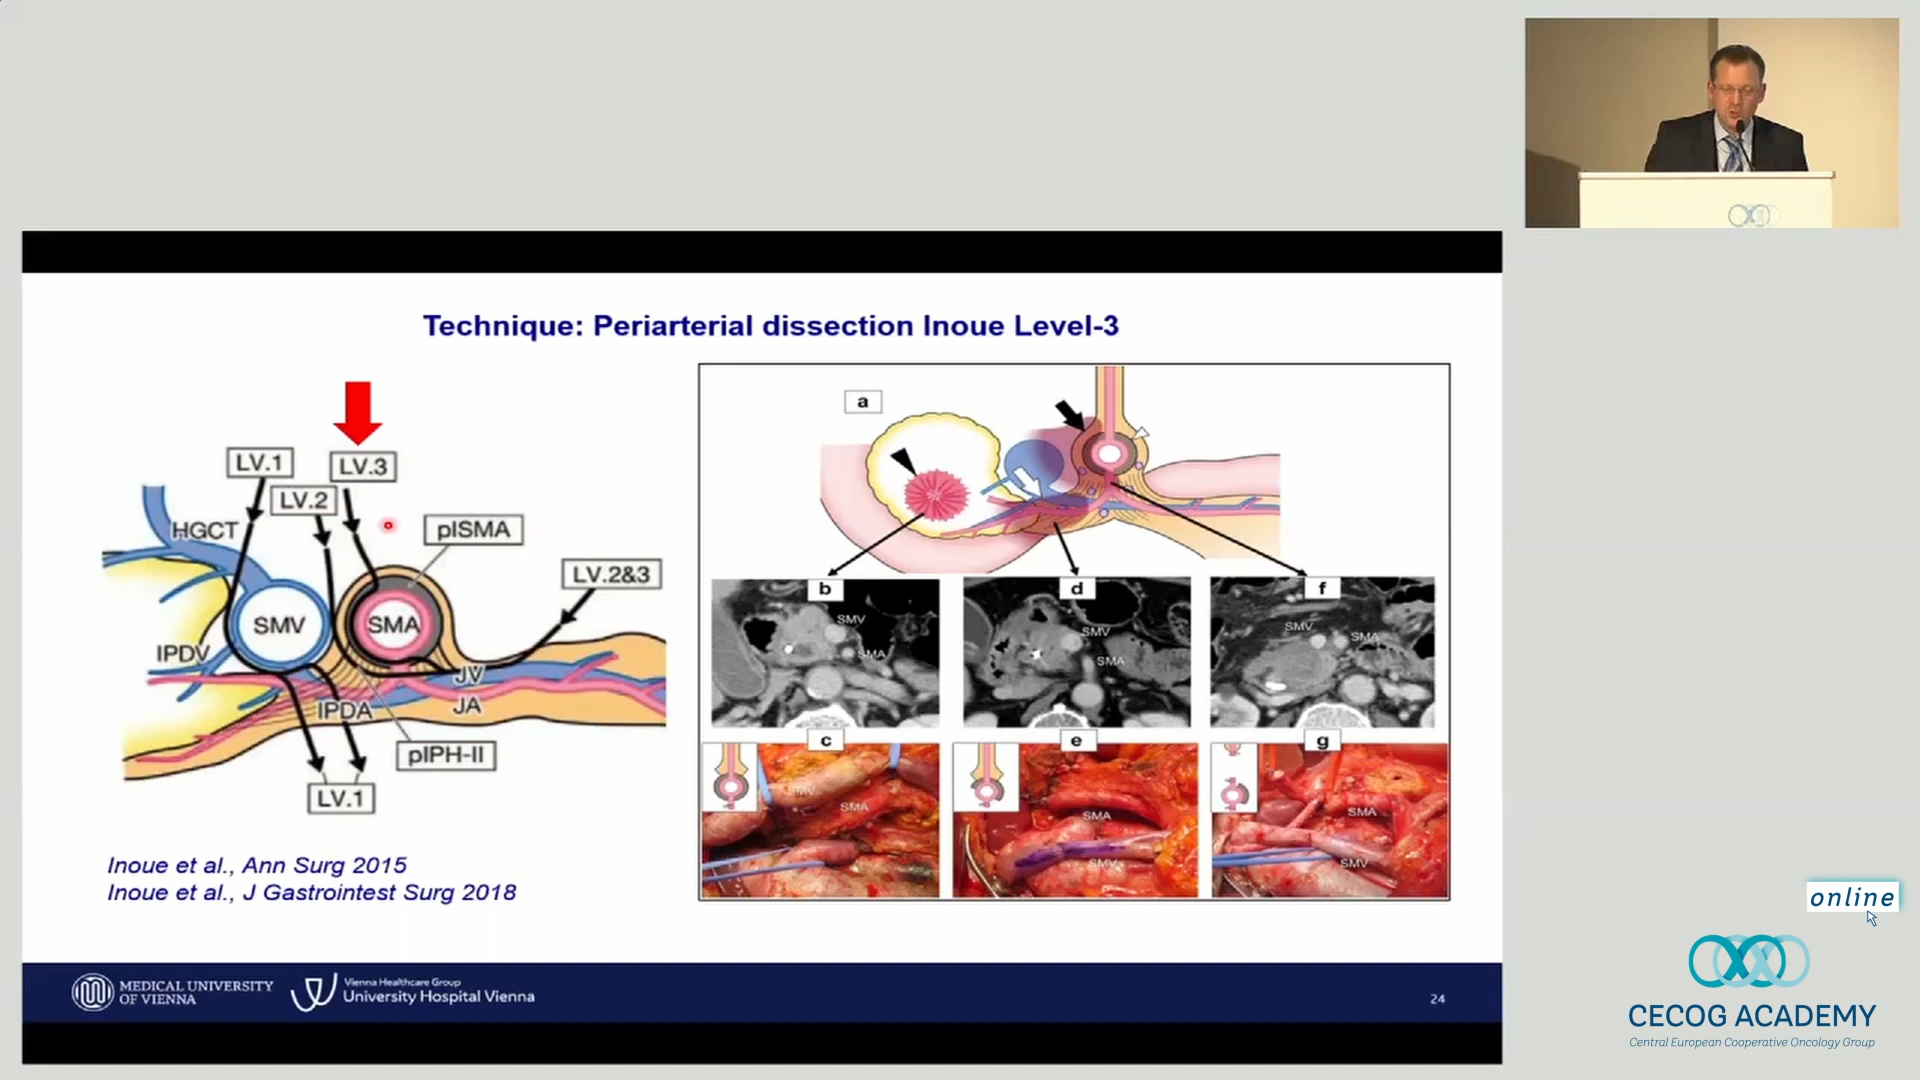 Technique: Periarterial dissection Inoue Level-3
LV.1
LV.3
LV.2
HGCT
plSMA
LV.2&3
SMV
SMA
IPDV
JV
IPDA
JA
plPH-II
LV.1
a
b
SMV
SMA
d
SMV
SMA
f
SMV
SMA
c
SMV
SMA
e
SMA
SMV
g
SMA
SMV
Inoue et al., Ann Surg 2015
Inoue et al., J Gastrointest Surg 2018
MEDICAL UNIVERSITY
OF VIENNA
Vienna Healthcare Group
University Hospital Vienna
24
online
CECOG ACADEMY
Central European Cooperative Oncology Group